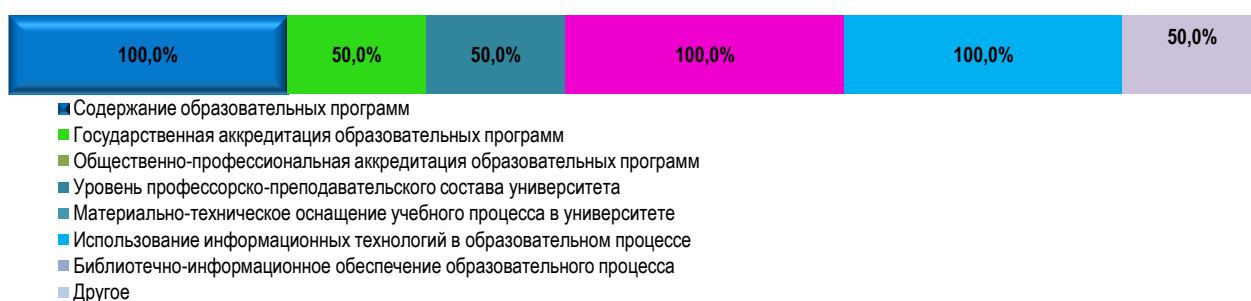 100,0% 50,0% 50,0% 100,0% 100,0% 50,0%
Содержание образовательных программ
Государственная аккредитация образовательных программ
Общественно-профессиональная аккредитация образовательных программ
Уровень профессорско-преподавательского состава университета
Материально-техническое оснащение учебного процесса в университете
Использование информационных технологий в образовательном процессе
Библиотечно-информационное обеспечение образовательного процесса
Другое